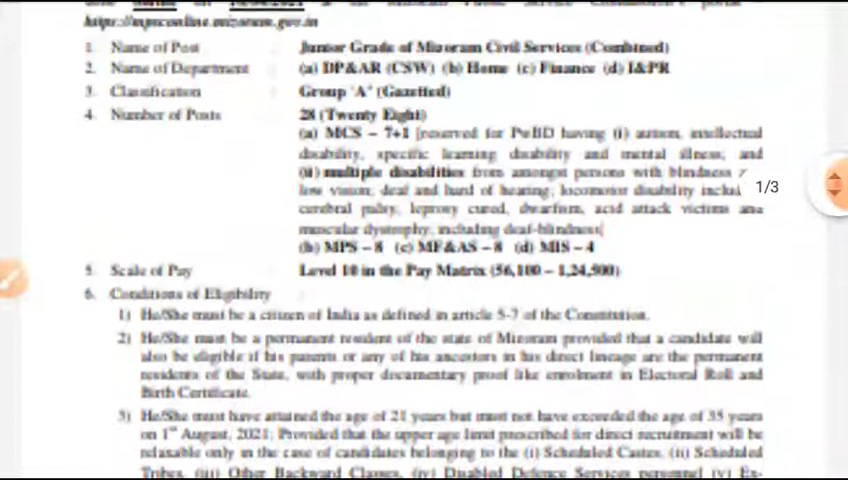 https://mpsconline.mizoram.gov.in
1. Name of Post : Junior Grade of Mizoram Civil Services (Combined)
2. Name of Department : (a) DP&AR (CSW) (b) Home (c) Finance (d) I&PR
3. Classification : Group 'A' (Gazetted)
4. Number of Posts : 28 (Twenty Eight)
(a) MCS – 7+1 [reserved for PwBD having (i) autism, intellectual
disability, specific learning disability and mental illness, and
(ii) multiple disabilities from amongst persons with blindness
low vision, deaf and hard of hearing, locomotor disability includ
cerebral palsy, leprosy cured, dwarfism, acid attack victims and
muscular dystrophy, including deaf-blindness]
(b) MPS – 8 (c) MF&AS – 8 (d) MIS – 4
1/3
5. Scale of Pay : Level 10 in the Pay Matrix (56,100 – 1,24,500)
6. Conditions of Eligibility
1) He/She must be a citizen of India as defined in article 5-7 of the Constitution.
2) He/She must be a permanent resident of the state of Mizoram provided that a candidate will
also be eligible if his parents or any of his ancestors in his direct lineage are the permanent
residents of the State, with proper documentary proof like enrolment in Electoral Roll and
Birth Certificate.
3) He/She must have attained the age of 21 years but must not have exceeded the age of 35 years
on 1st August, 2021; Provided that the upper age limit prescribed for direct recruitment will be
relaxable only in the case of candidates belonging to the (i) Scheduled Castes, (ii) Scheduled
Tribes, (iii) Other Backward Classes, (iv) Disabled Defence Services personnel (v) Ex-